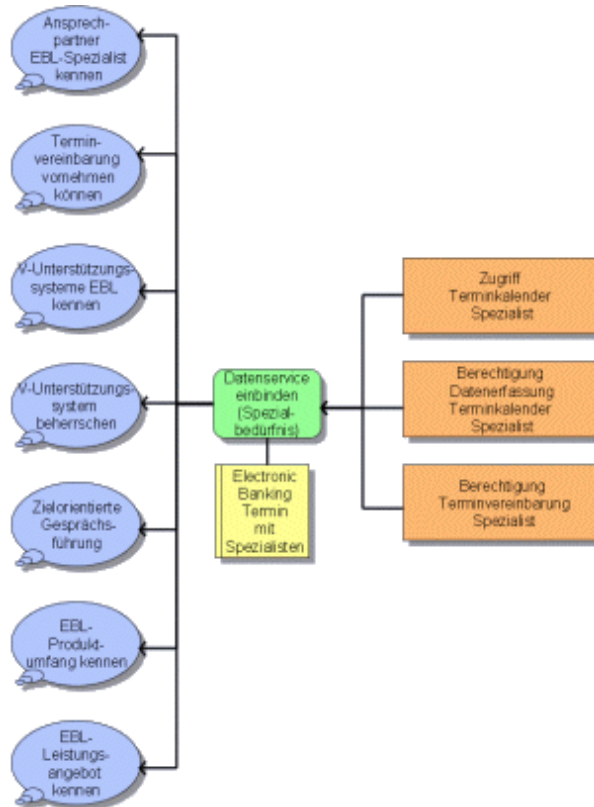 Ansprech-
partner
EBL-Spezialist
kennen
Termin-
vereinbarung
vornehmen
können
V-Unterstützungs-
systeme EBL
kennen
V-Unterstützungs-
system
beherrschen
Zielorientierte
Gesprächs-
führung
EBL-
Produkt-
umfang kennen
EBL-
Leistungs-
angebot
kennen
Datenservice
einbinden
(Spezial-
bedürfnis)
Electronic
Banking
Termin
mit
Spezialisten
Zugriff
Terminkalender
Spezialist
Berechtigung
Datenerfassung
Terminkalender
Spezialist
Berechtigung
Terminvereinbarung
Spezialist